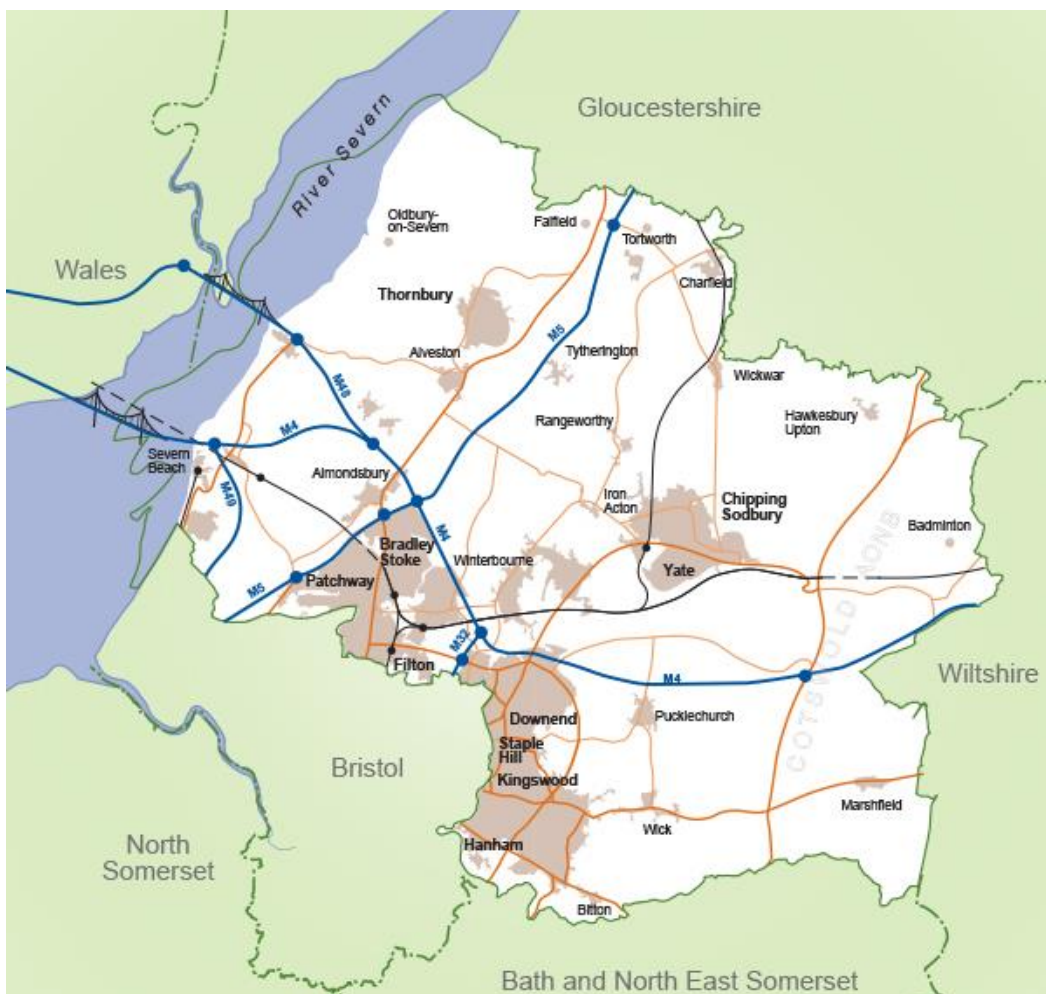 Gloucestershire
River Severn
Oldbury-
on-Severn
Falfield
Tortworth
Wales
Charfield
Thornbury
M5
Alveston
Tytherington
Wickwar
M48
Rangeworthy
Hawkesbury
Upton
M4
Severn
Beach
Almondsbury
M49
Iron
Acton
Chipping
Sodbury
Badminton
M4
Bradley
Stoke
Winterbourne
Yate
Patchway
M5
COTSWOLD AONB
M32
Filton
M4
Wiltshire
Downend
Pucklechurch
Staple
Hill
Bristol
Kingswood
Marshfield
Wick
North
Somerset
Hanham
Bitton
Bath and North East Somerset